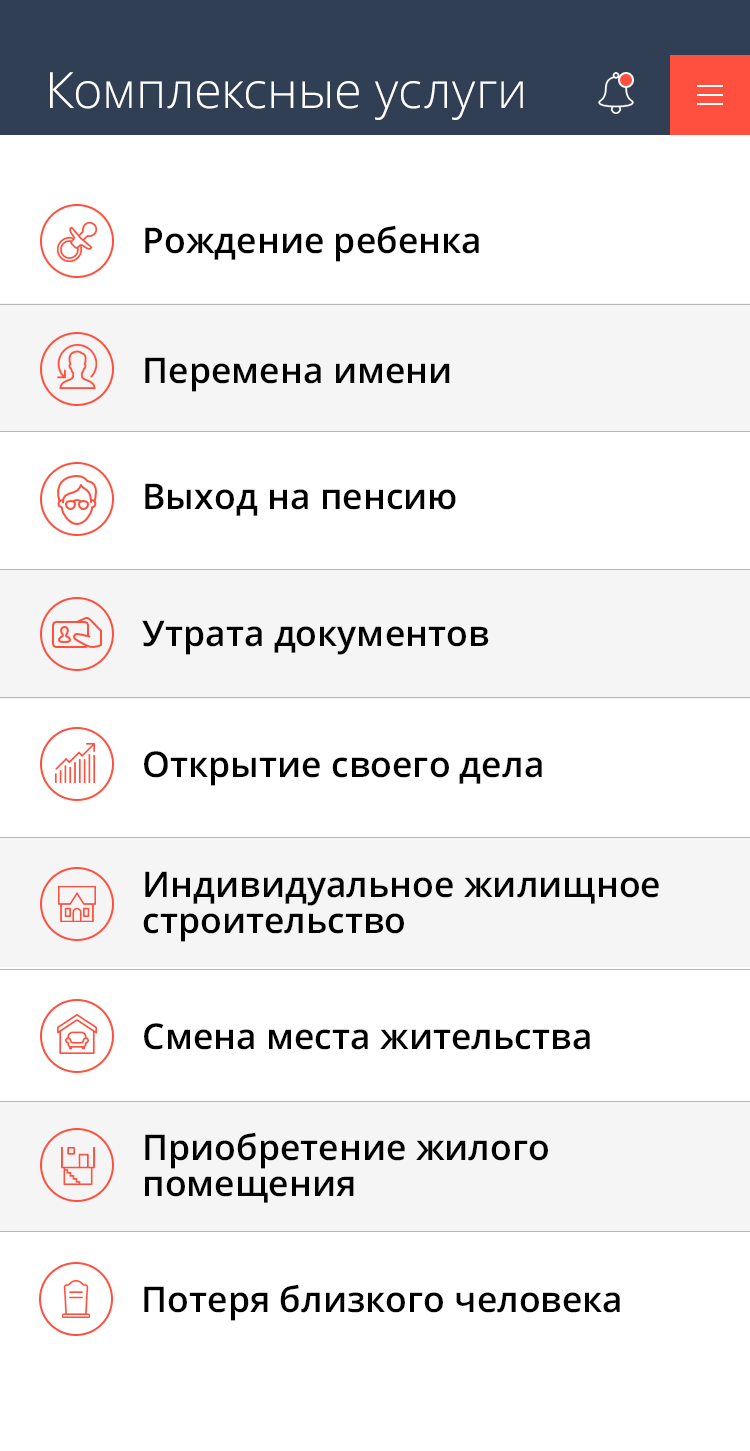 Комплексные услуги
Рождение ребенка
Перемена имени
Выход на пенсию
Утрата документов
Открытие своего дела
Индивидуальное жилищное
строительство
Смена места жительства
Приобретение жилого
помещения
Потеря близкого человека